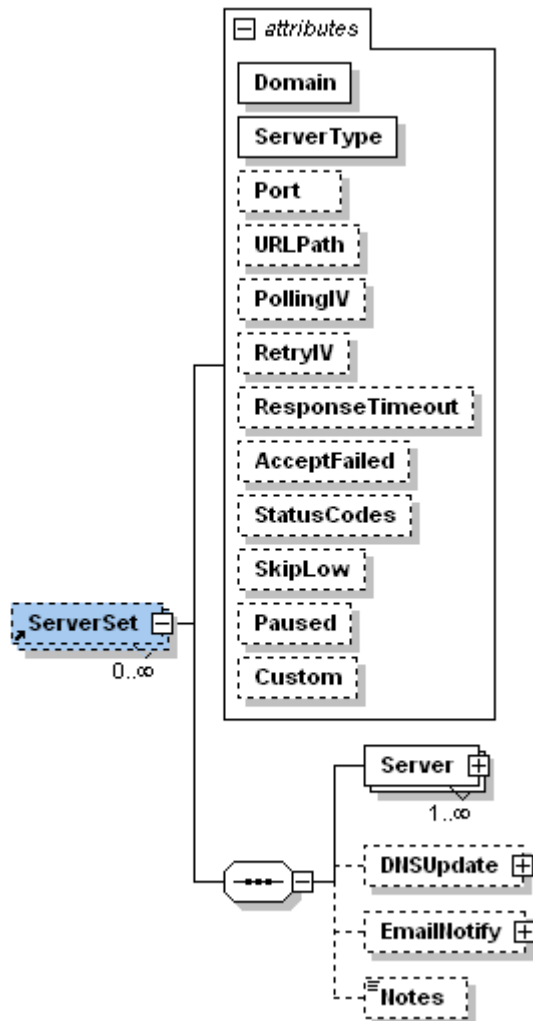 attributes
Domain
ServerType
Port
URLPath
PollingIV
RetryIV
ResponseTimeout
AcceptFailed
StatusCodes
SkipLow
Paused
Custom
ServerSet
0..∞
Server
1..∞
DNSUpdate
EmailNotify
Notes